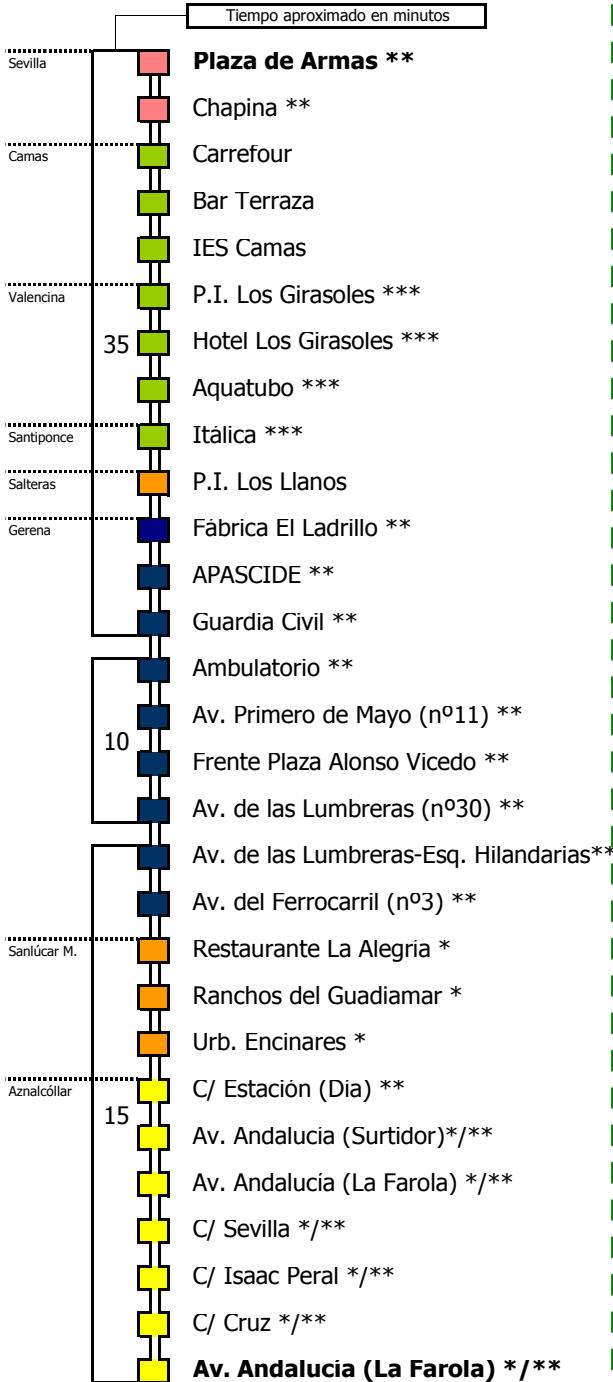 Tiempo aproximado en minutos
Sevilla
Plaza de Armas **
Chapina **
Camas
Carrefour
Bar Terraza
IES Camas
Valencina
P.I. Los Girasoles ***
35
Hotel Los Girasoles ***
Aquatubo ***
Santiponce
Itálica ***
Salteras
P.I. Los Llanos
Gerena
Fábrica El Ladrillo **
APASCIDE **
Guardia Civil **
Ambulatorio **
Av. Primero de Mayo (nº11) **
10
Frente Plaza Alonso Vicedo **
Av. de las Lumbreras (nº30) **
Av. de las Lumbreras-Esq. Hilandarias**
Av. del Ferrocarril (nº3) **
Sanlúcar M.
Restaurante La Alegría *
Ranchos del Guadiamar *
Urb. Encinares *
Aznalcóllar
C/ Estación (Dia) **
15
Av. Andalucia (Surtidor)*/**
Av. Andalucía (La Farola) */**
C/ Sevilla */**
C/ Isaac Peral */**
C/ Cruz */**
Av. Andalucía (La Farola) */**